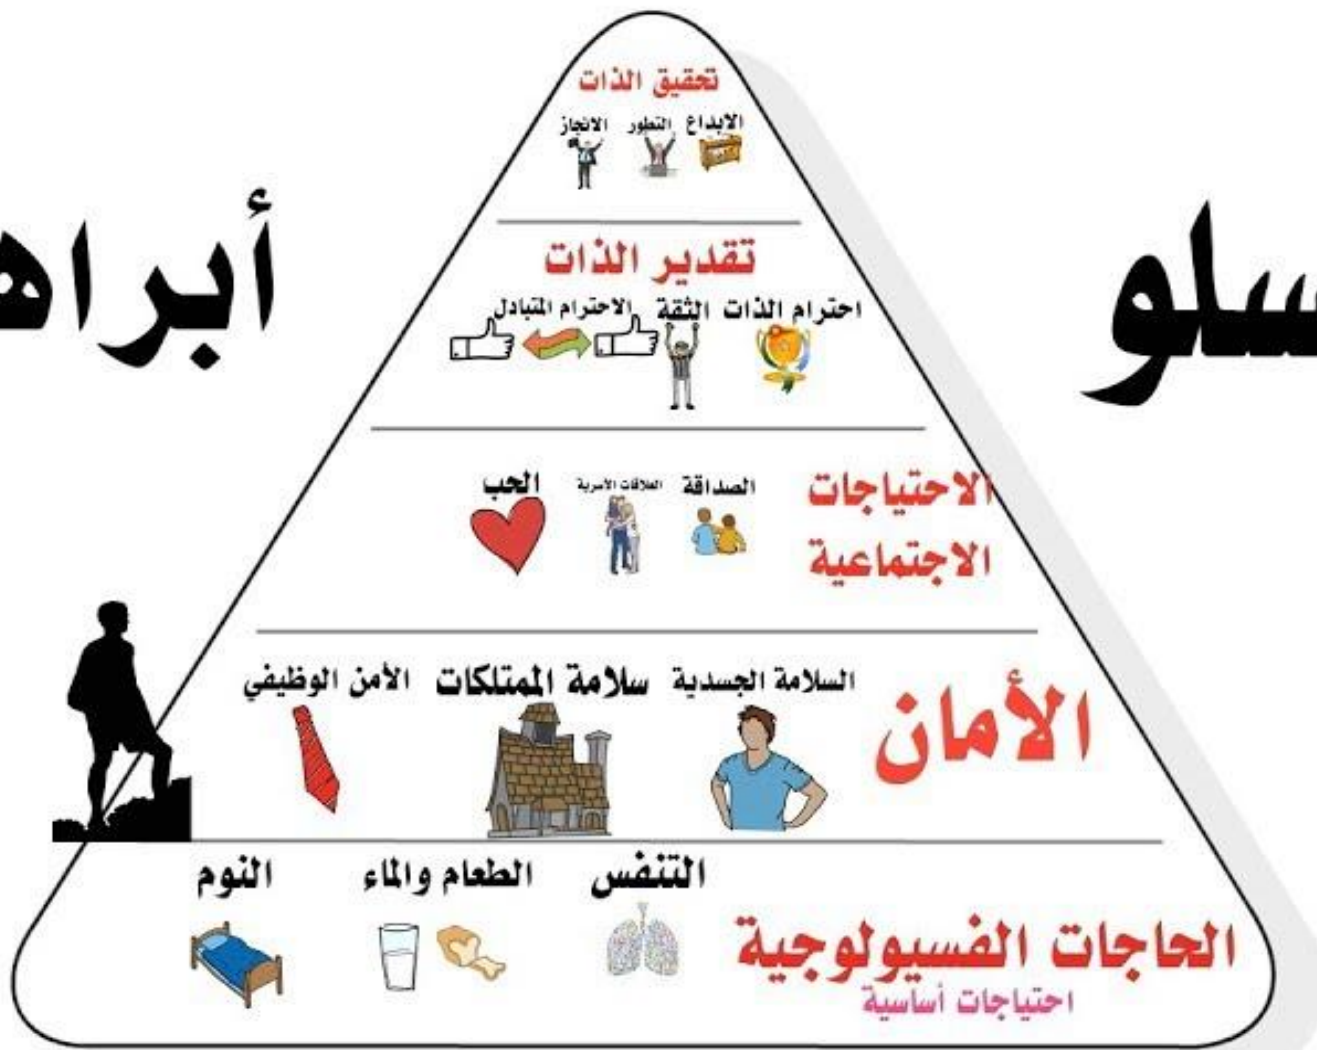 تحقيق الذات
الابداع التطور الانجاز
تقدير الذات
احترام الذات الثقة الاحترام المتبادل
أبراه
سلو
الاحتياجات
الاجتماعية
الصداقة العلاقات الأسرية الحب
الأمان
السلامة الجسدية سلامة الممتلكات الأمن الوظيفي
التنفس الطعام والماء النوم
الحاجات الفسيولوجية
احتياجات أساسية